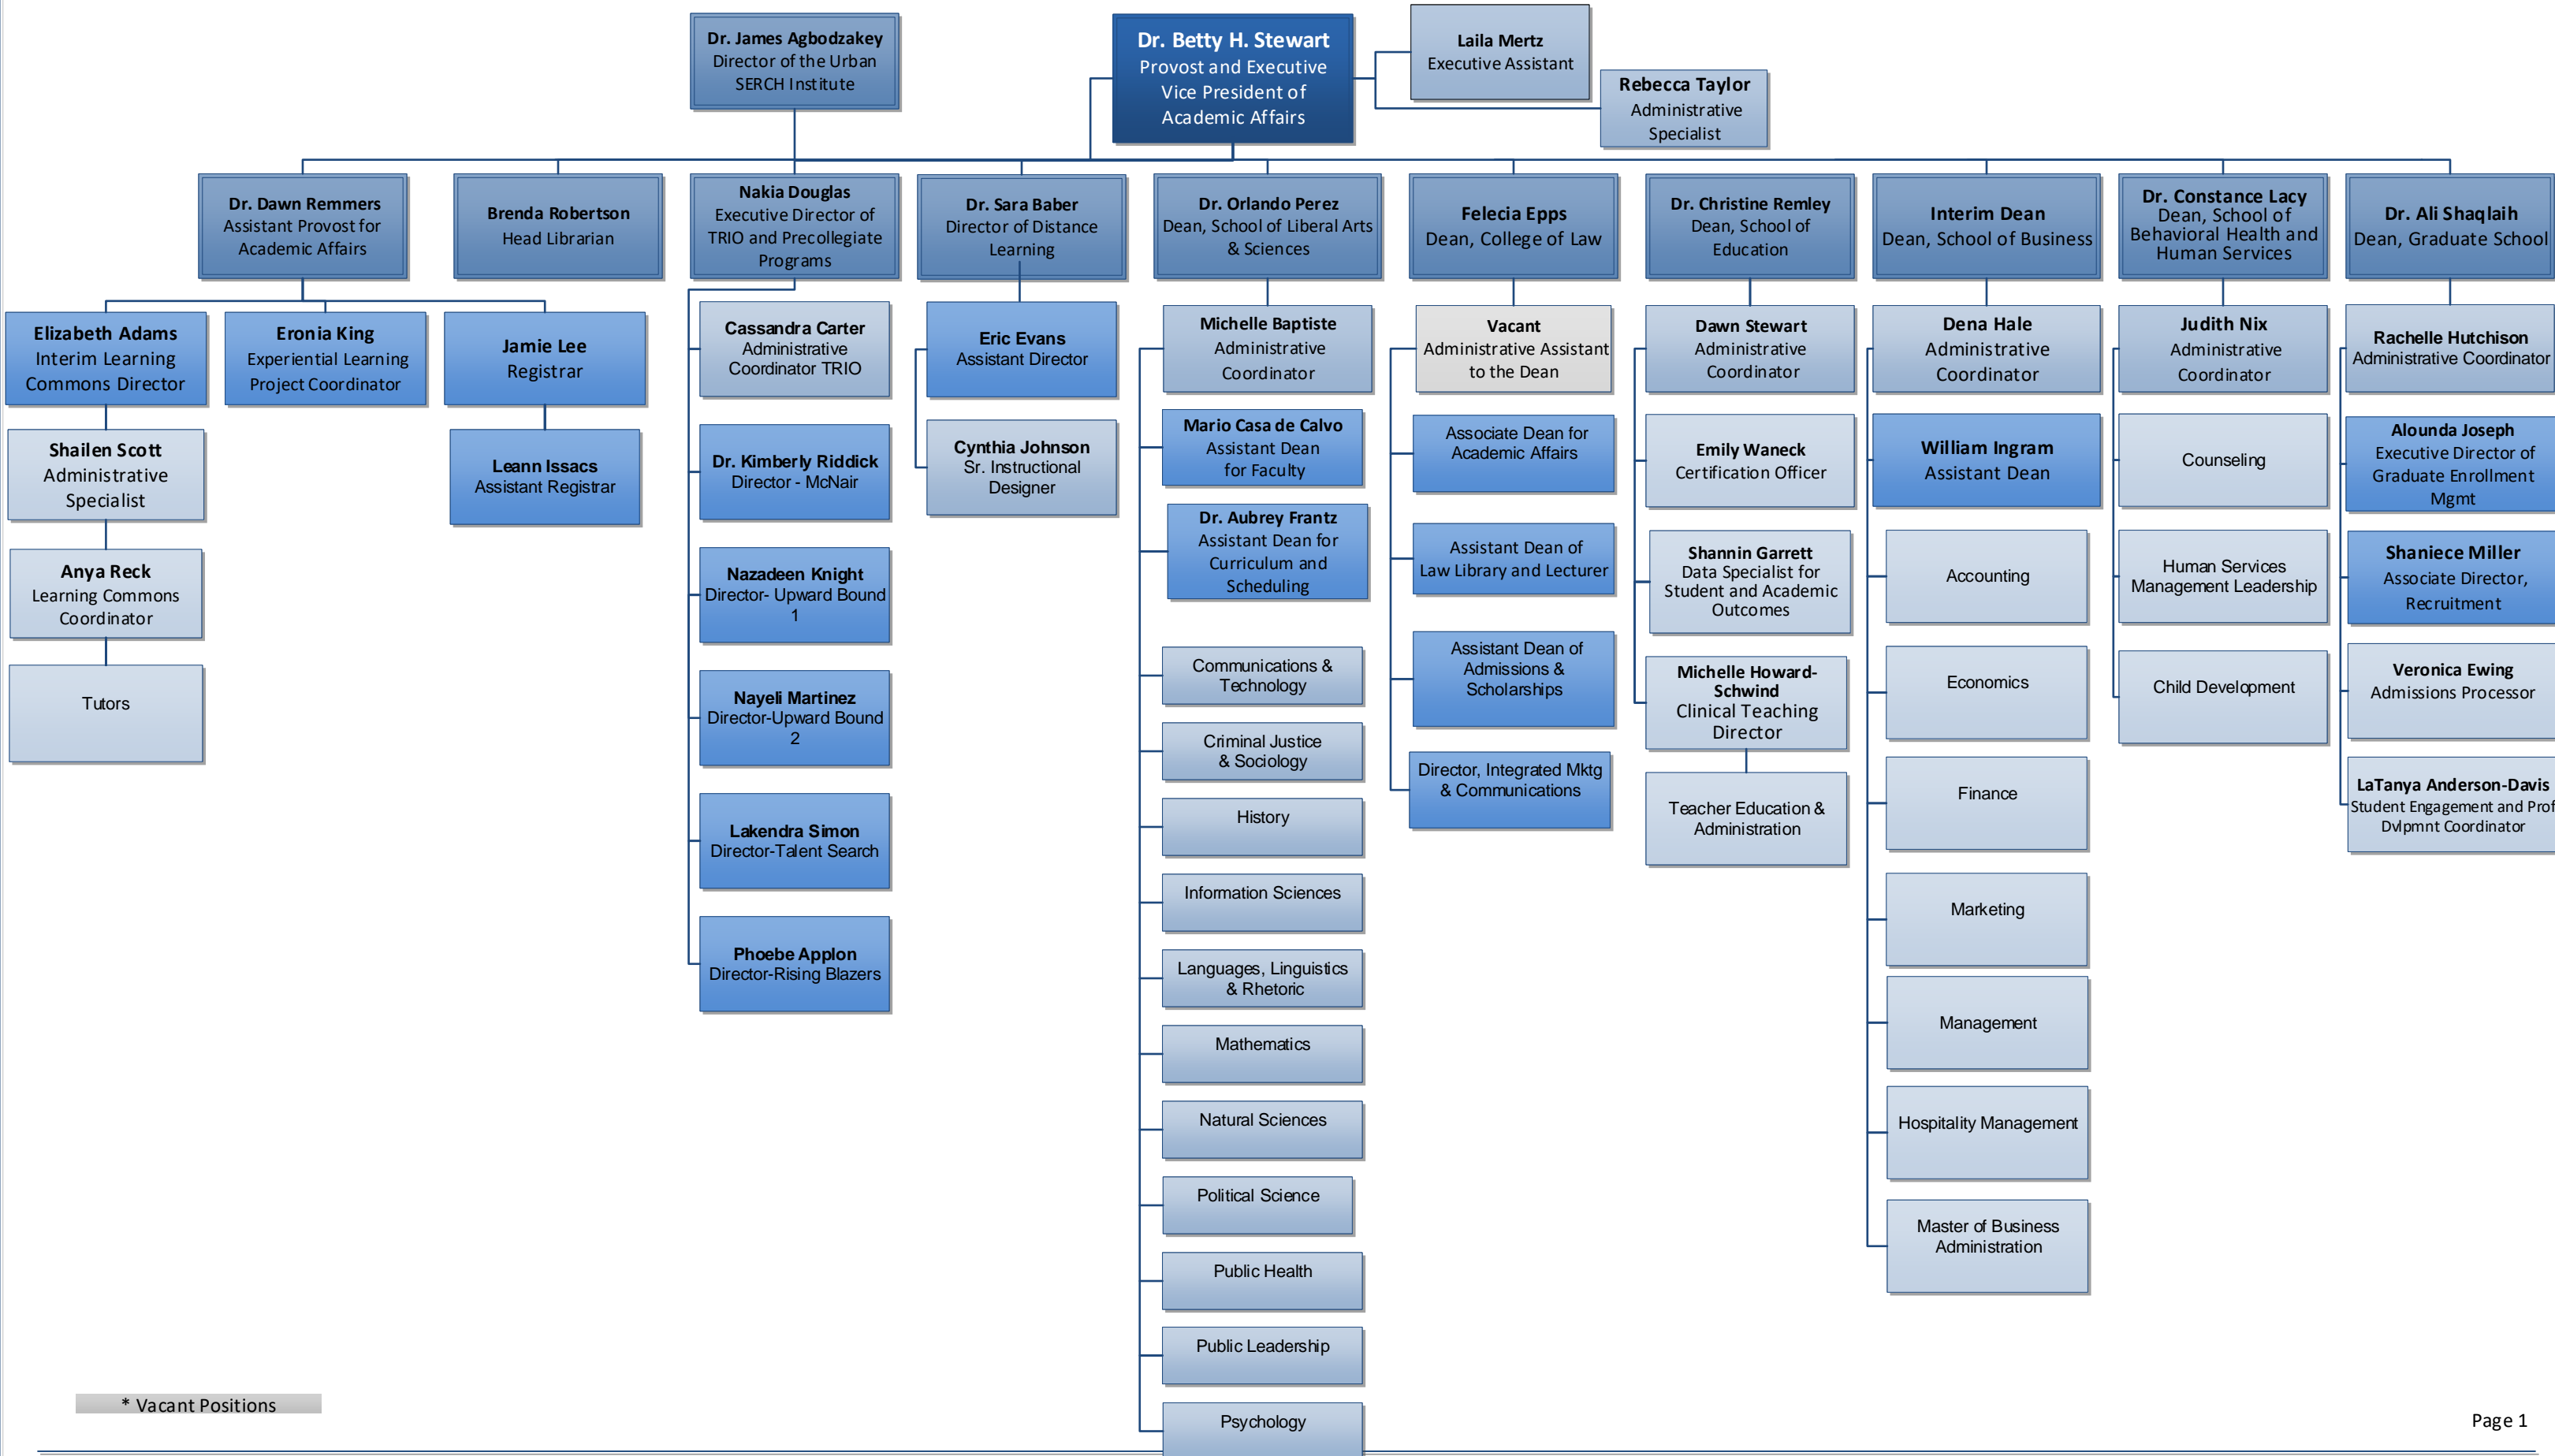 Dr. James Agbodzakey
Director of the Urban
SERCH Institute
Dr. Betty H. Stewart
Provost and Executive
Vice President of
Academic Affairs
Laila Mertz
Executive Assistant
Rebecca Taylor
Administrative
Specialist
Dr. Dawn Remmers
Assistant Provost for
Academic Affairs
Brenda Robertson
Head Librarian
Nakia Douglas
Executive Director of
TRIO and Precollegiate
Programs
Dr. Sara Baber
Director of Distance
Learning
Dr. Orlando Perez
Dean, School of Liberal Arts
& Sciences
Felecia Epps
Dean, College of Law
Dr. Christine Remley
Dean, School of
Education
Interim Dean
Dean, School of Business
Dr. Constance Lacy
Dean, School of
Behavioral Health and
Human Services
Dr. Ali Shaqlaih
Dean, Graduate School
Elizabeth Adams
Interim Learning
Commons Director
Shailen Scott
Administrative
Specialist
Anya Reck
Learning Commons
Coordinator
Tutors
Eronia King
Experiential Learning
Project Coordinator
Jamie Lee
Registrar
Leann Issacs
Assistant Registrar
Cassandra Carter
Administrative
Coordinator TRIO
Dr. Kimberly Riddick
Director - McNair
Nazadeen Knight
Director- Upward Bound
1
Nayeli Martinez
Director-Upward Bound
2
Lakendra Simon
Director-Talent Search
Phoebe Applon
Director-Rising Blazers
Eric Evans
Assistant Director
Cynthia Johnson
Sr. Instructional
Designer
Michelle Baptiste
Administrative
Coordinator
Mario Casa de Calvo
Assistant Dean
for Faculty
Dr. Aubrey Frantz
Assistant Dean for
Curriculum and
Scheduling
Communications &
Technology
Criminal Justice
& Sociology
History
Information Sciences
Languages, Linguistics
& Rhetoric
Mathematics
Natural Sciences
Political Science
Public Health
Public Leadership
Psychology
Vacant
Administrative Assistant
to the Dean
Associate Dean for
Academic Affairs
Assistant Dean of
Law Library and Lecturer
Assistant Dean of
Admissions &
Scholarships
Director, Integrated Mktg
& Communications
Dawn Stewart
Administrative
Coordinator
Emily Waneck
Certification Officer
Shannin Garrett
Data Specialist for
Student and Academic
Outcomes
Michelle Howard-
Schwind
Clinical Teaching
Director
Teacher Education &
Administration
Dena Hale
Administrative
Coordinator
William Ingram
Assistant Dean
Accounting
Economics
Finance
Marketing
Management
Hospitality Management
Master of Business
Administration
Judith Nix
Administrative
Coordinator
Counseling
Human Services
Management Leadership
Child Development
Rachelle Hutchison
Administrative Coordinator
Alounda Joseph
Executive Director of
Graduate Enrollment
Mgmt
Shaniece Miller
Associate Director,
Recruitment
Veronica Ewing
Admissions Processor
LaTanya Anderson-Davis
Student Engagement and Prof
Dvlpmnt Coordinator
* Vacant Positions
Page 1